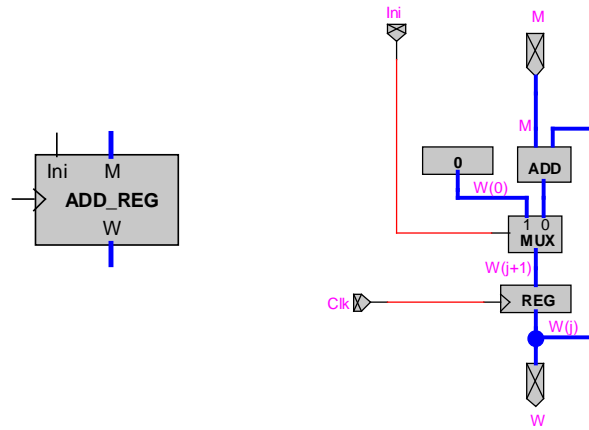 Ini
M
ADD_REG
W
Ini
M
M
0
ADD
W(0)
1 0
MUX
W(j+1)
Clk
REG
W(j)
W